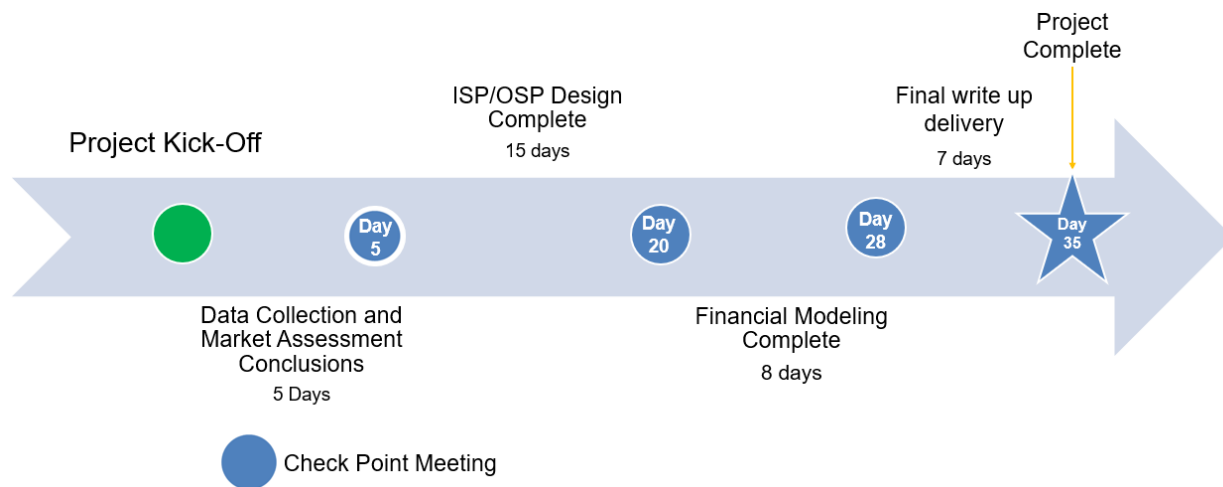 Project
Complete
ISP/OSP Design
Complete
15 days
Final write up
delivery
7 days
Project Kick-Off
Day
5
Day
20
Day
28
Day
35
Data Collection and
Market Assessment
Conclusions
5 Days
Financial Modeling
Complete
8 days
Check Point Meeting